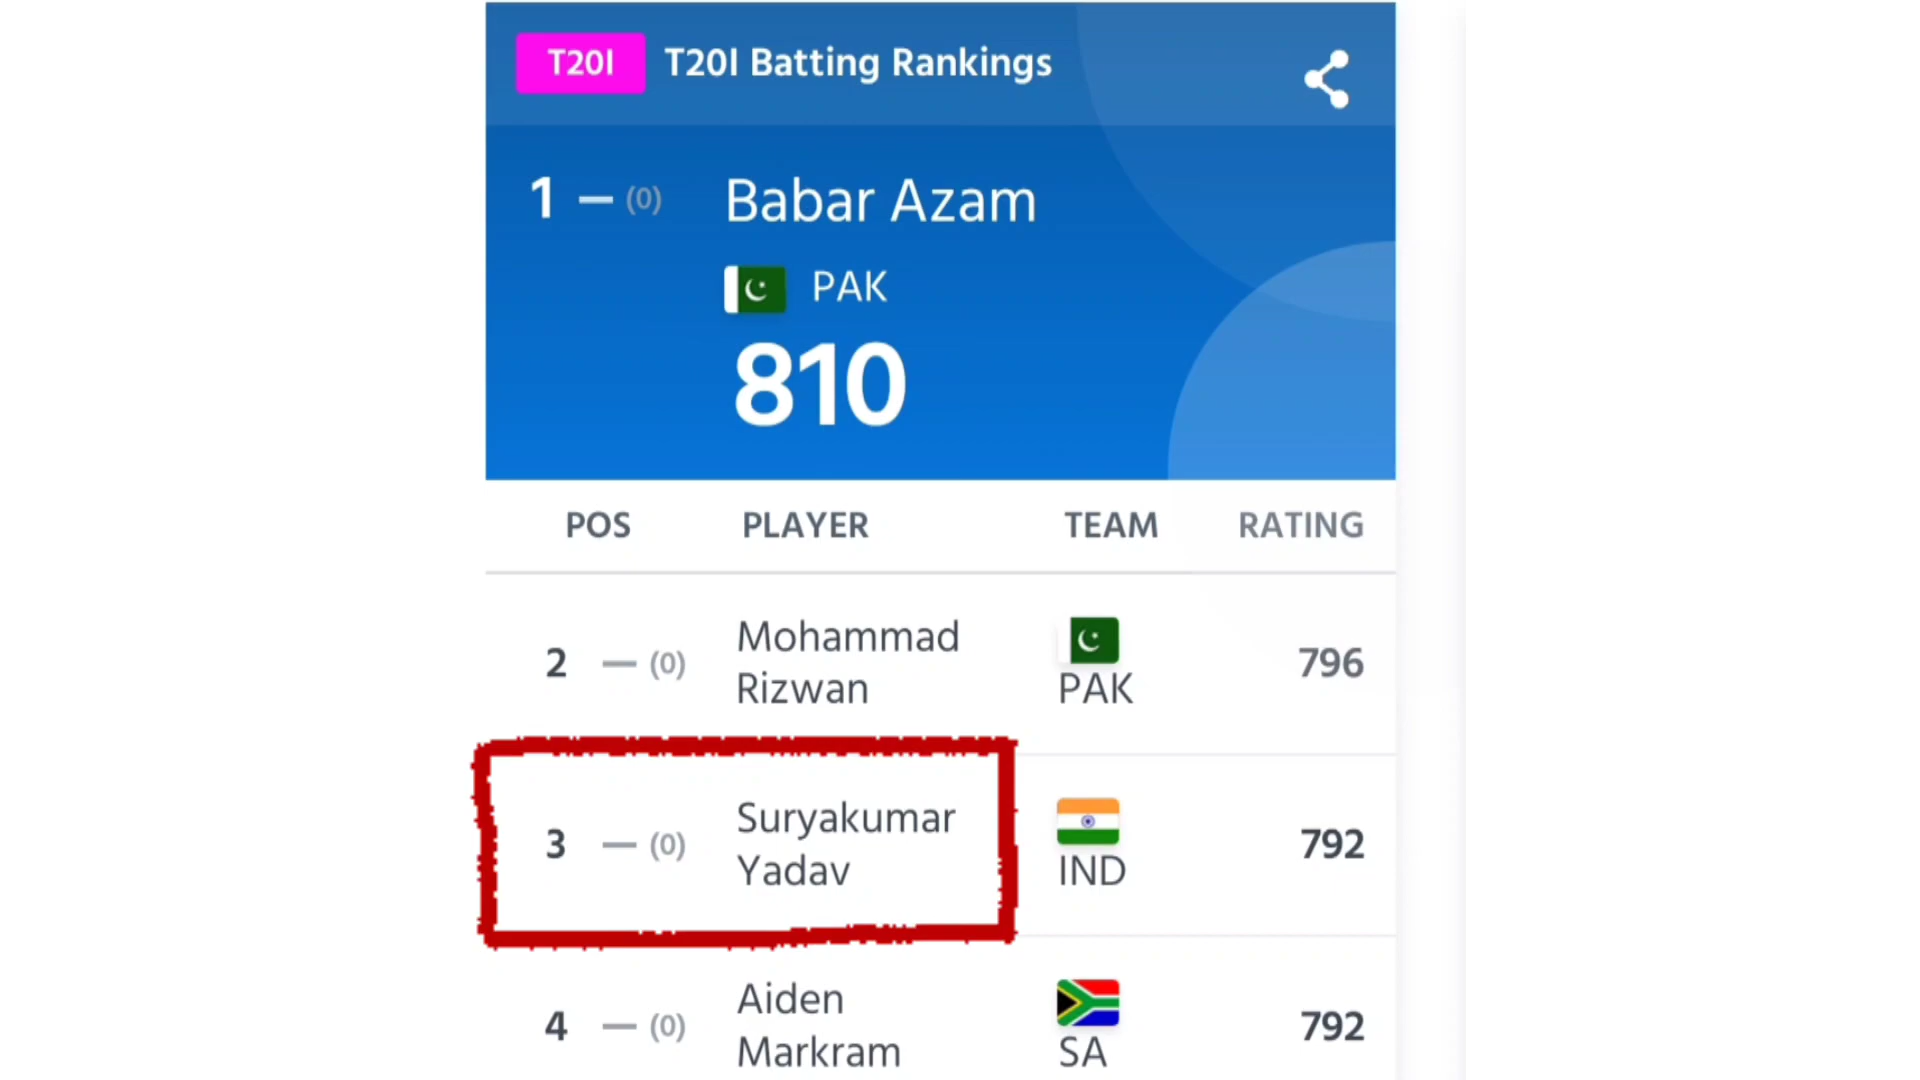 T20I T20I Batting Rankings
1 — (0) Babar Azam
PAK
810
POS PLAYER TEAM RATING
2 — (0) Mohammad Rizwan PAK 796
3 — (0) Suryakumar Yadav IND 792
4 — (0) Aiden Markram SA 792